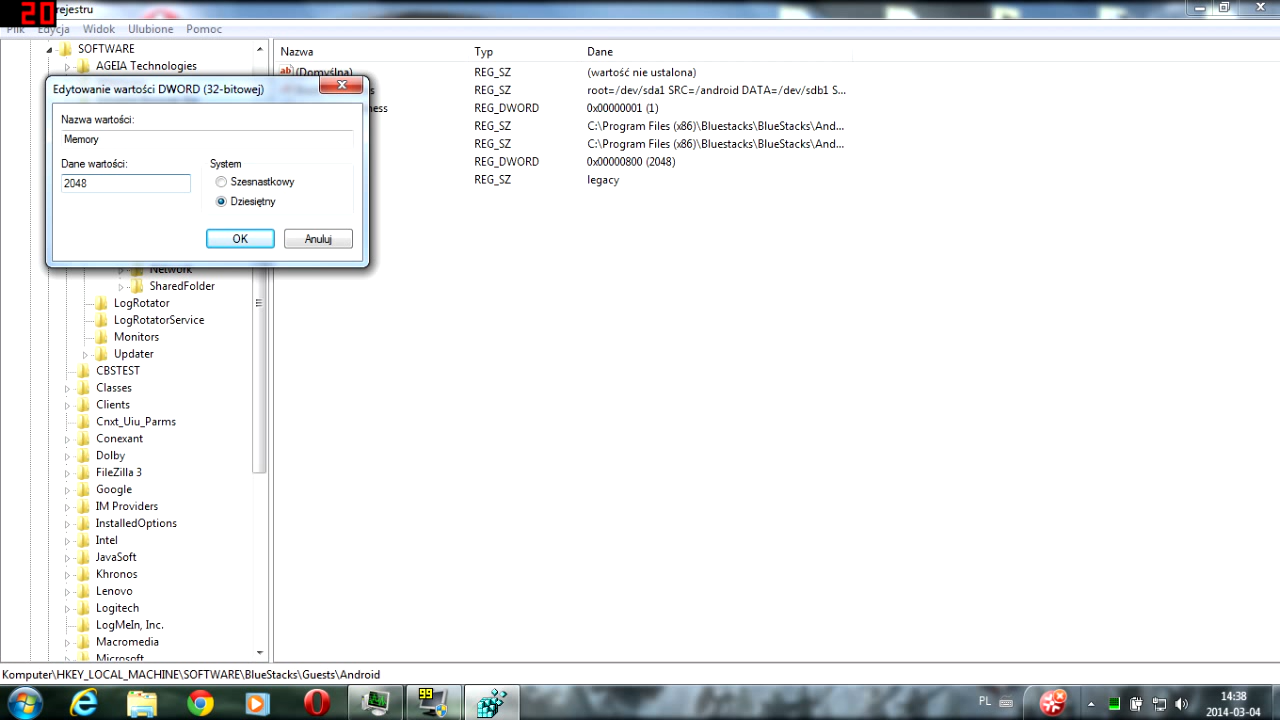 20
rejestru
Plik Edycja Widok Ulubione Pomoc
SOFTWARE
AGEIA Technologies
Nazwa Typ Dane
(Domyślna) REG_SZ (wartość nie ustalona)
REG_SZ root=/dev/sda1 SRC=/android DATA=/dev/sdb1 S...
REG_DWORD 0x00000001 (1)
REG_SZ C:\Program Files (x86)\Bluestacks\BlueStacks\And...
REG_SZ C:\Program Files (x86)\Bluestacks\BlueStacks\And...
REG_DWORD 0x00000800 (2048)
REG_SZ legacy
Edytowanie wartości DWORD (32-bitowej)
Nazwa wartości:
Memory
Dane wartości:
2048
System
Szesnastkowy
Dziesiętny
OK Anuluj
Network
SharedFolder
LogRotator
LogRotatorService
Monitors
Updater
CBSTEST
Classes
Clients
Cnxt_Uiu_Parms
Conexant
Dolby
FileZilla 3
Google
IM Providers
InstalledOptions
Intel
JavaSoft
Khronos
Lenovo
Logitech
LogMeIn, Inc.
Macromedia
Microsoft
Komputer\HKEY_LOCAL_MACHINE\SOFTWARE\BlueStacks\Guests\Android
99
PL
14:38
2014-03-04